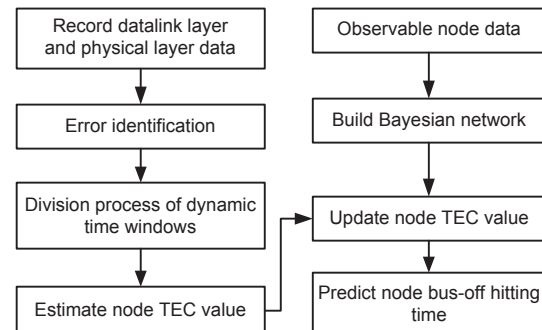 Record datalink layer
and physical layer data
Error identification
Division process of dynamic
time windows
Estimate node TEC value
Observable node data
Build Bayesian network
Update node TEC value
Predict node bus-off hitting
time